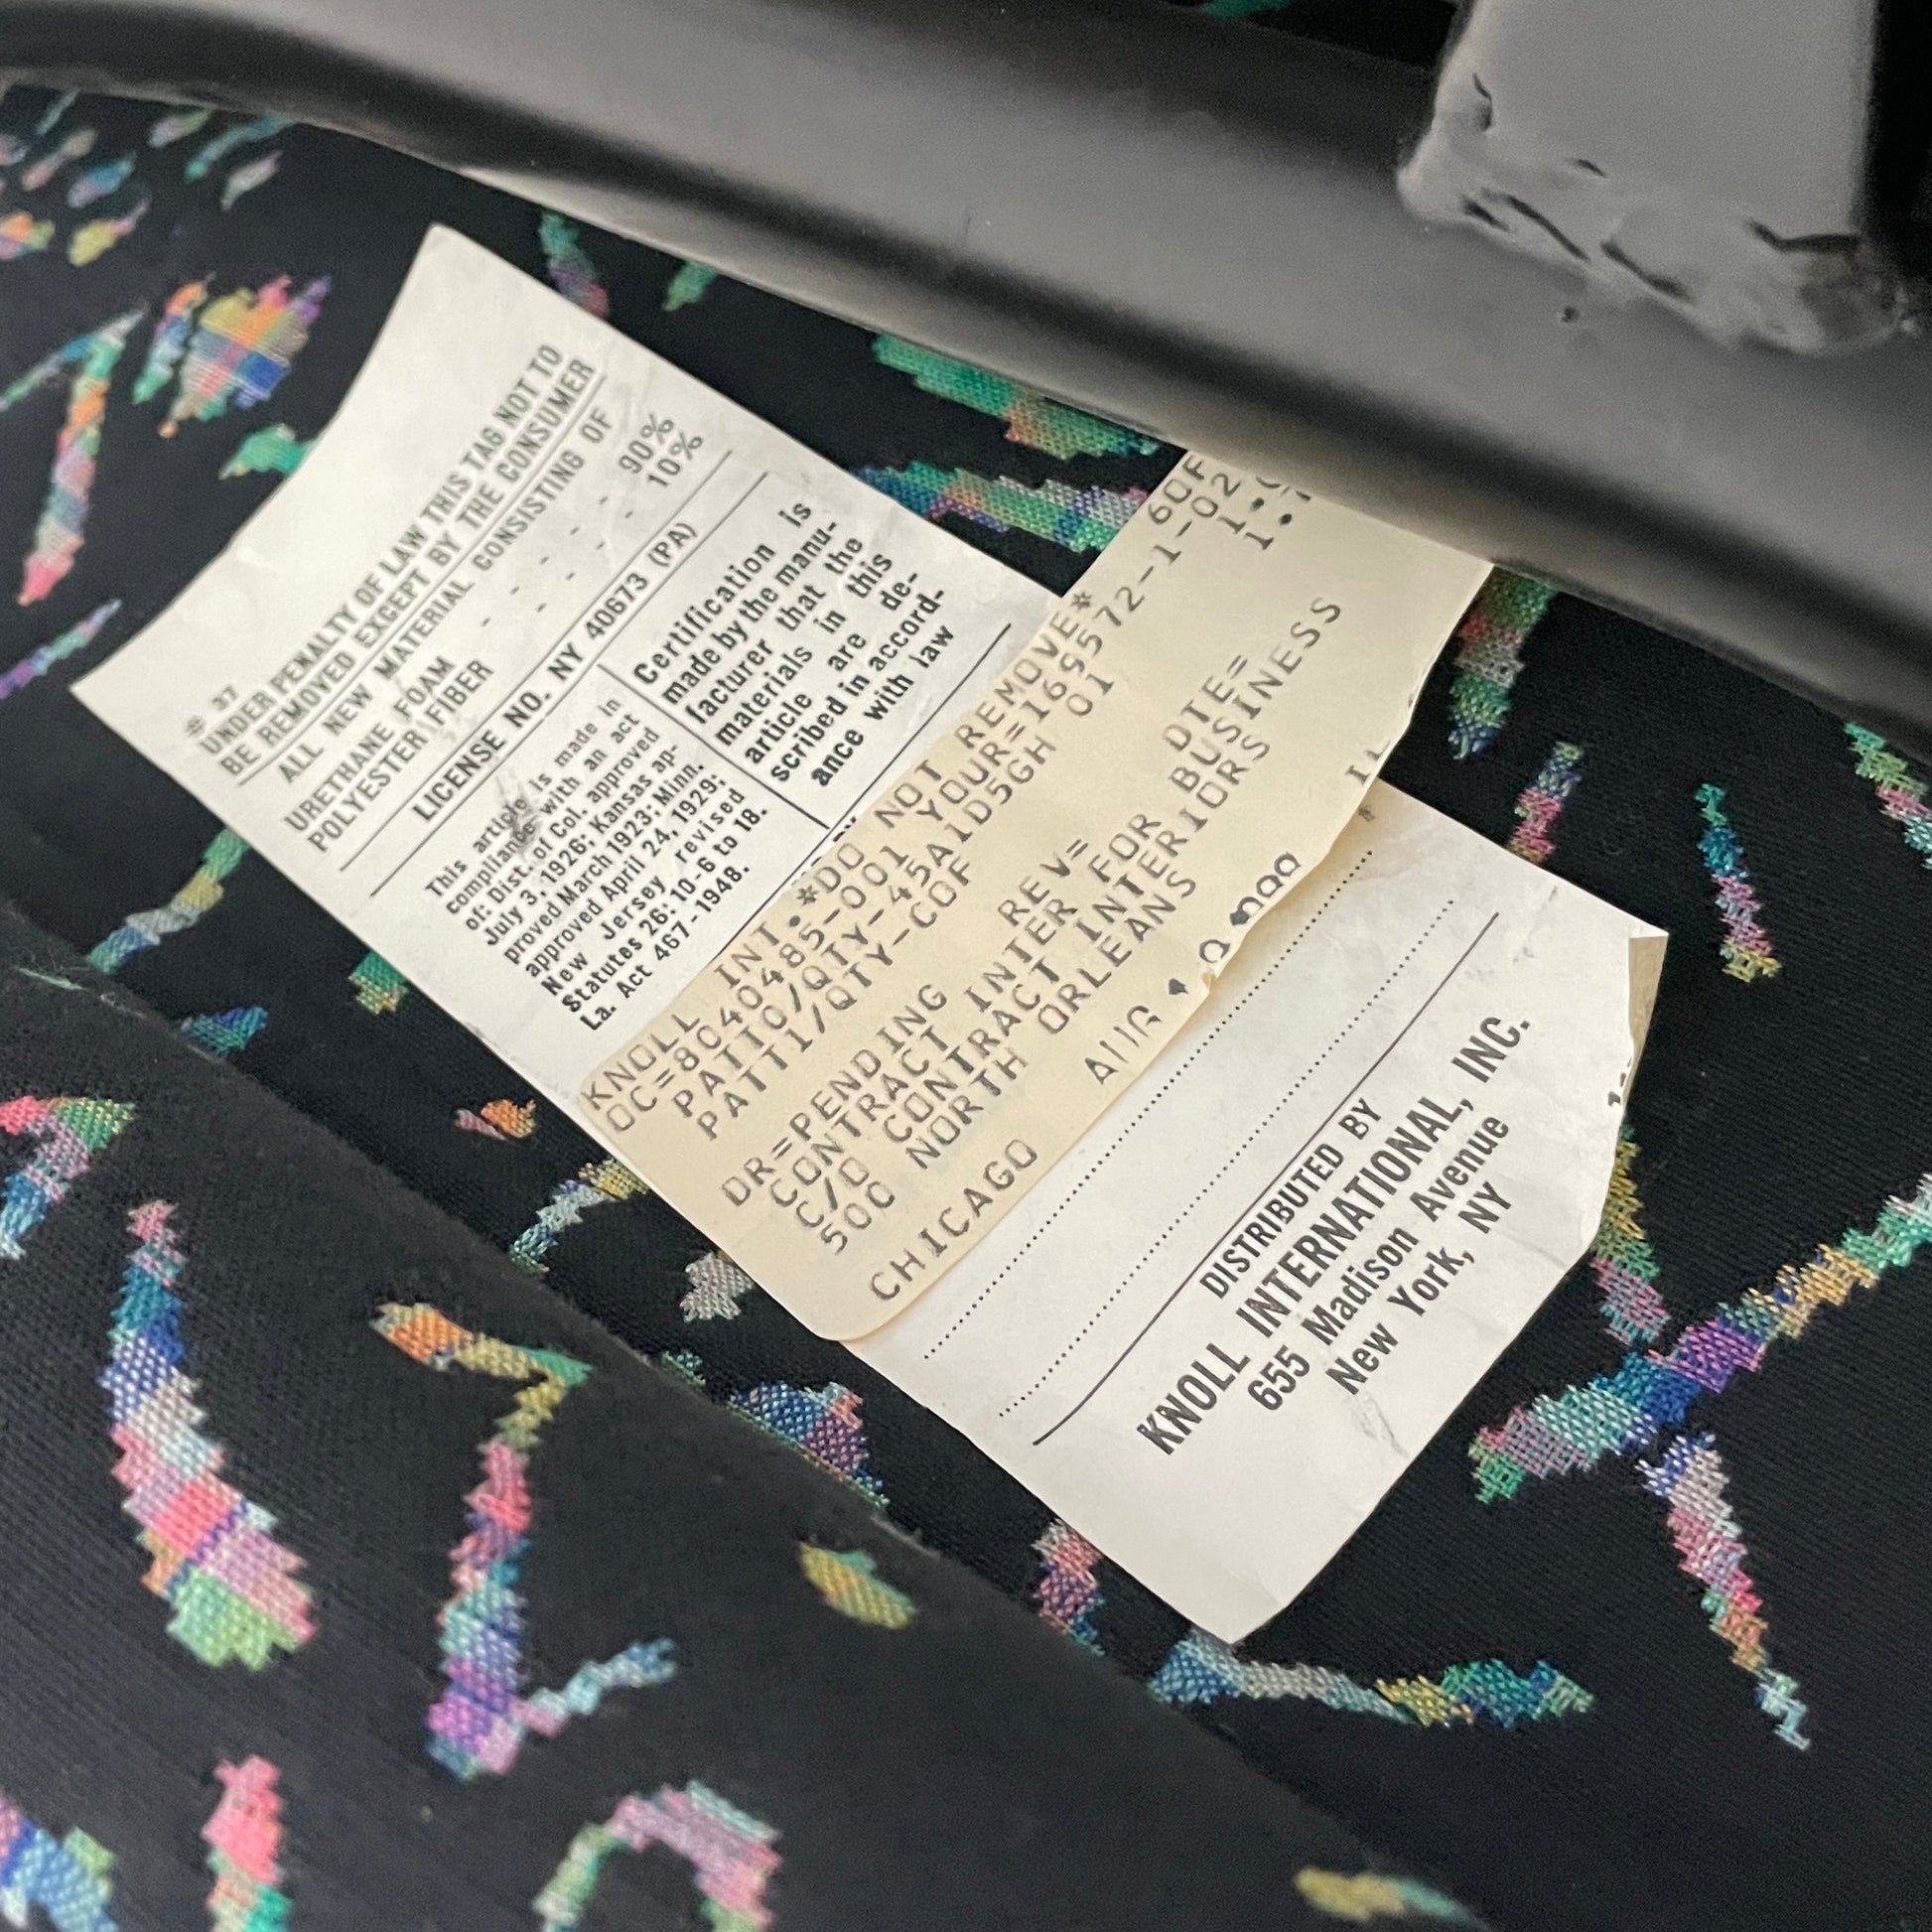 # 37
UNDER PENALTY OF LAW THIS TAG NOT TO
BE REMOVED EXCEPT BY THE CONSUMER
ALL NEW MATERIAL CONSISTING OF
URETHANE FOAM - - - - 90%
POLYESTER FIBER - - - - 10%
LICENSE NO. NY 40673 (PA)
This article is made in
compliance with an act
of: Dist. of Col. approved
July 3, 1926; Kansas ap-
proved March 1923; Minn.
approved April 24, 1929;
New Jersey revised
Statutes 26: 10-6 to 18.
La. Act 467-1948.
Certification is
made by the manu-
facturer that the
materials in this
article are de-
scribed in accord-
ance with law
KNOLL INT. *DO NOT REMOVE*
OC=8040485-001 YOUR=1695572-1-02
PATT0/QTY-45A1D5GH 01
PATT1/QTY-COF
DR=PENDING REV= DTE=
CONTRACT INTER FOR BUSINESS
C/O CONTRACT INTERIORS
500 NORTH ORLEANS
CHICAGO IL
DISTRIBUTED BY
KNOLL INTERNATIONAL, INC.
655 Madison Avenue
New York, NY